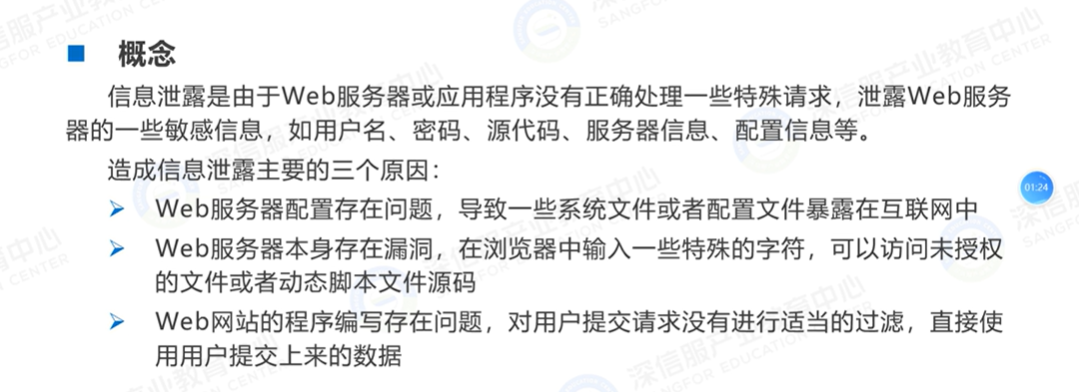 ■ 概念
信息泄露是由于Web服务器或应用程序没有正确处理一些特殊请求，泄露Web服务
器的一些敏感信息，如用户名、密码、源代码、服务器信息、配置信息等。
造成信息泄露主要的三个原因：
➢ Web服务器配置存在问题，导致一些系统文件或者配置文件暴露在互联网中
01:24
➢ Web服务器本身存在漏洞，在浏览器中输入一些特殊的字符，可以访问未授权
的文件或者动态脚本文件源码
➢ Web网站的程序编写存在问题，对用户提交请求没有进行适当的过滤，直接使
用用户提交上来的数据
深信服产业教育中心
SANGFOR EDUCATION CENTER